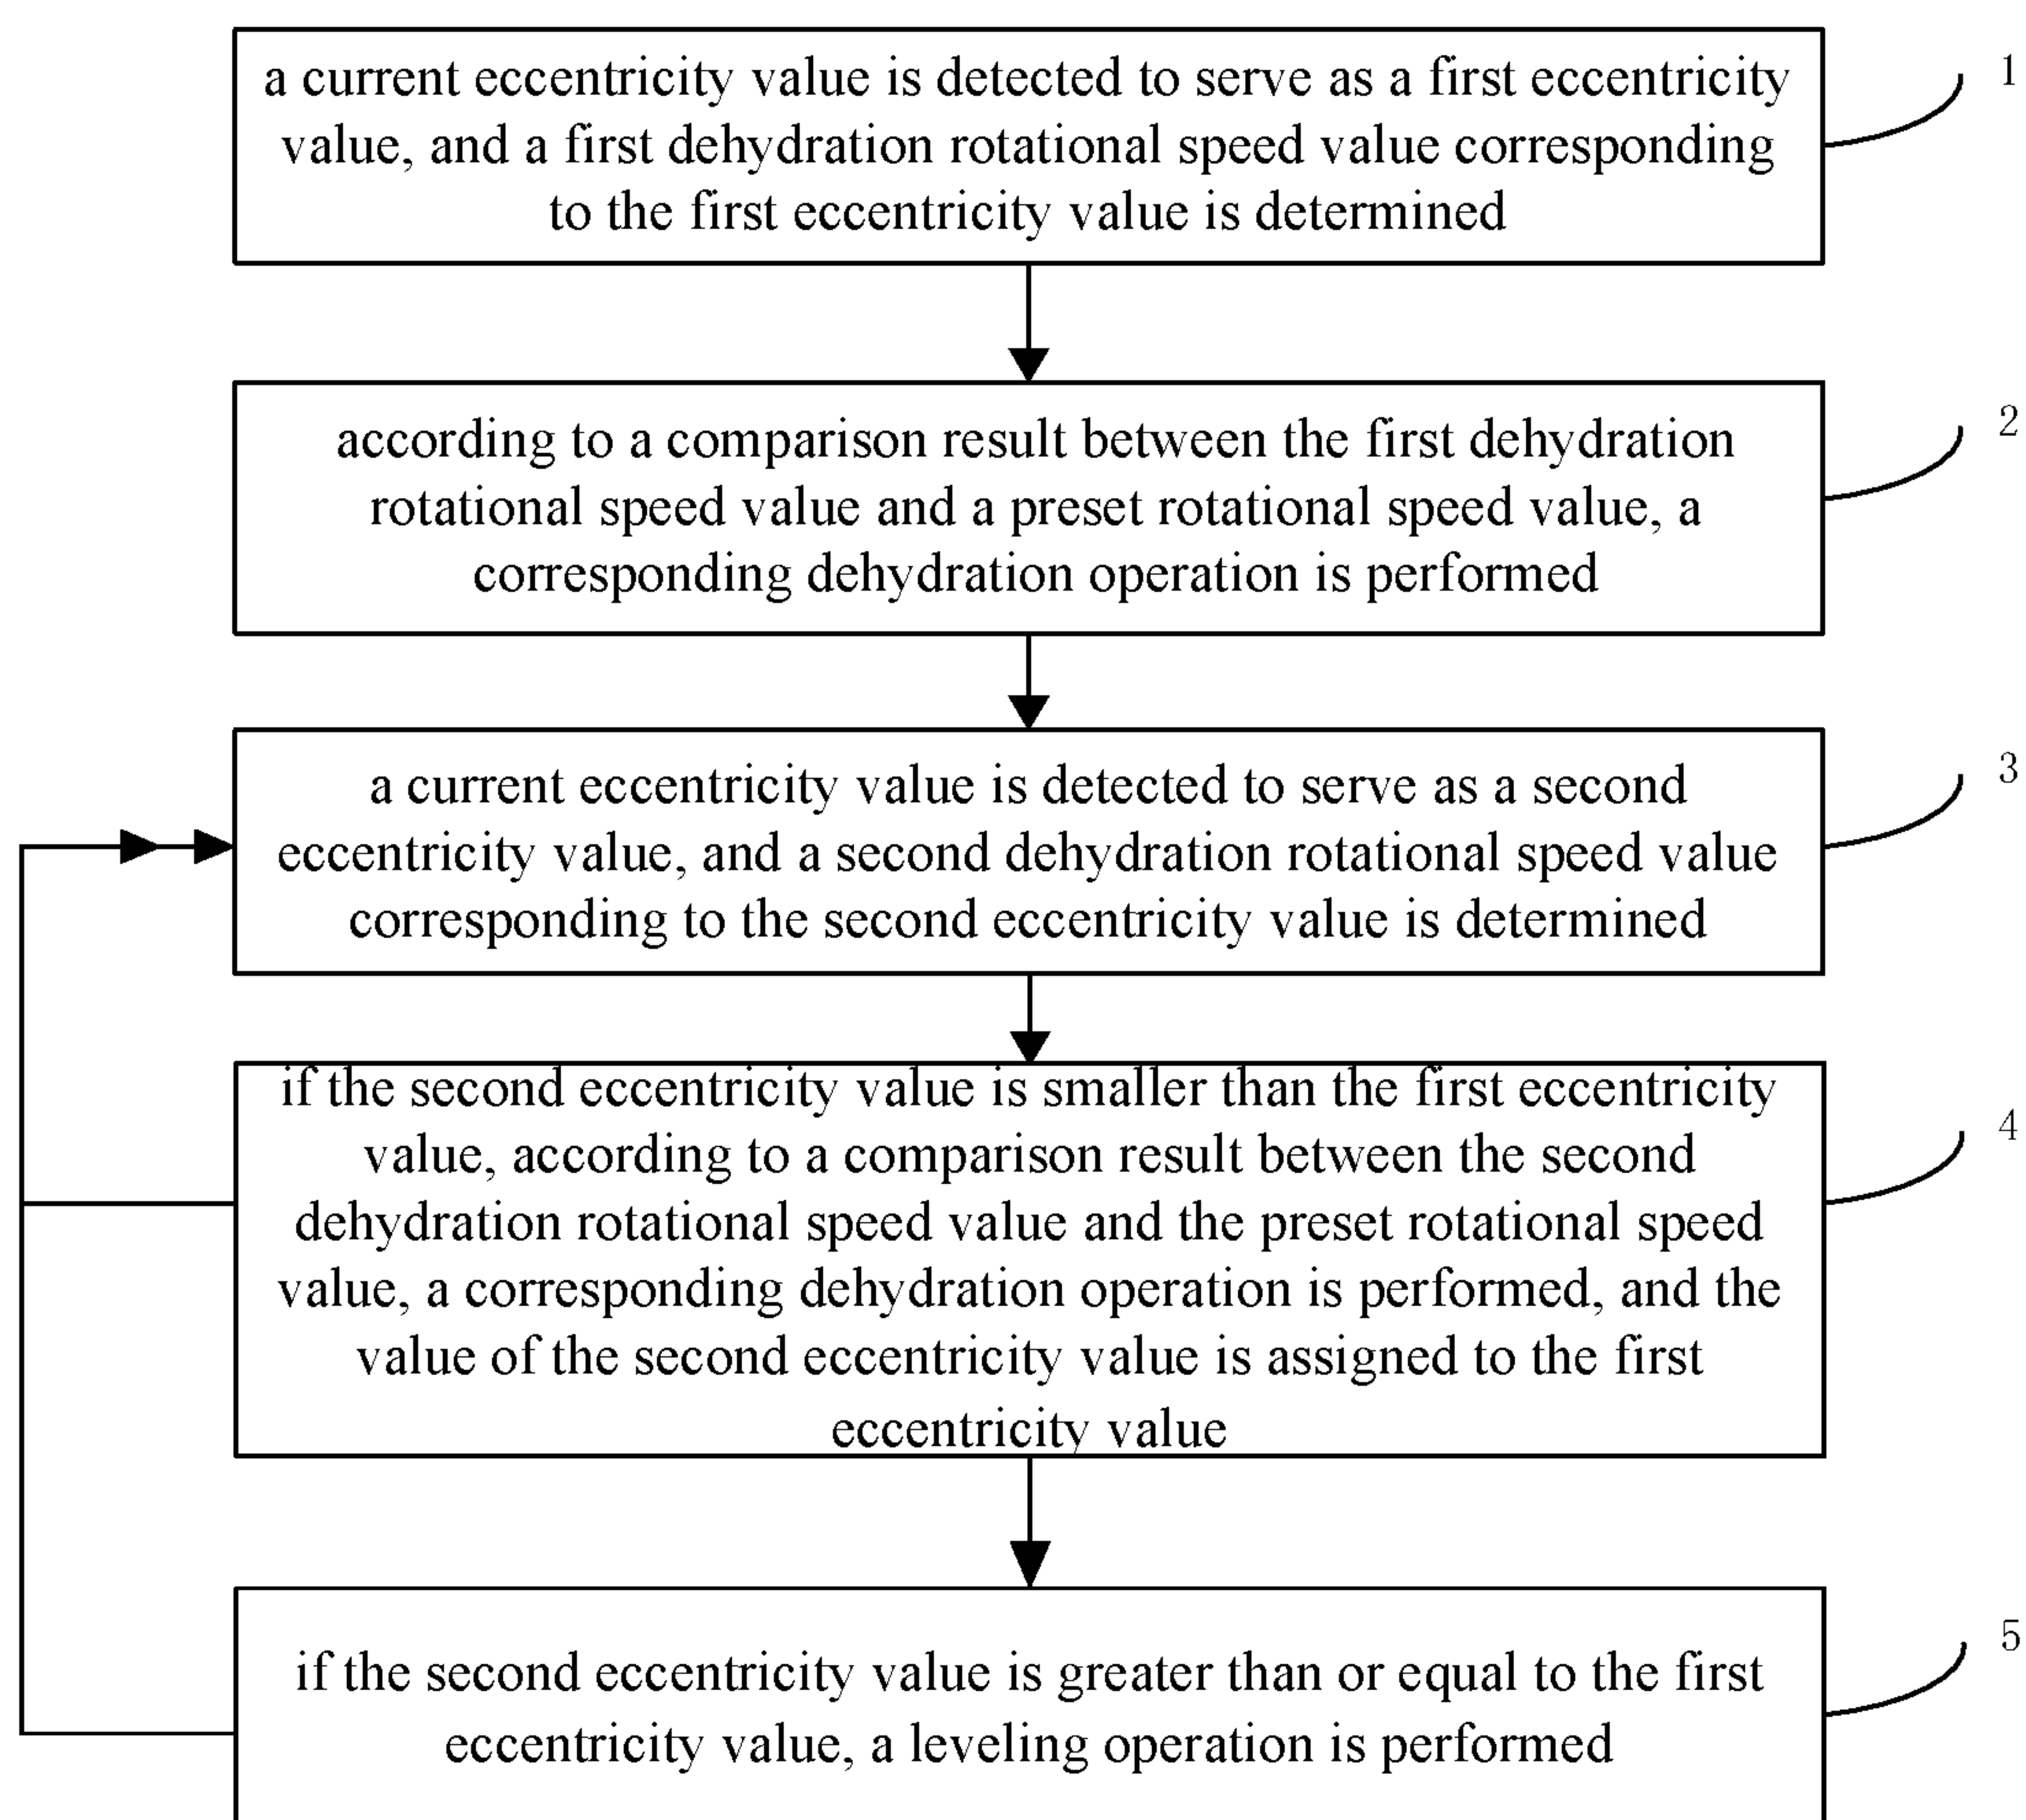 a current eccentricity value is detected to serve as a first eccentricity
value, and a first dehydration rotational speed value corresponding
to the first eccentricity value is determined
1
according to a comparison result between the first dehydration
rotational speed value and a preset rotational speed value, a
corresponding dehydration operation is performed
2
a current eccentricity value is detected to serve as a second
eccentricity value, and a second dehydration rotational speed value
corresponding to the second eccentricity value is determined
3
if the second eccentricity value is smaller than the first eccentricity
value, according to a comparison result between the second
dehydration rotational speed value and the preset rotational speed
value, a corresponding dehydration operation is performed, and the
value of the second eccentricity value is assigned to the first
eccentricity value
4
if the second eccentricity value is greater than or equal to the first
eccentricity value, a leveling operation is performed
5